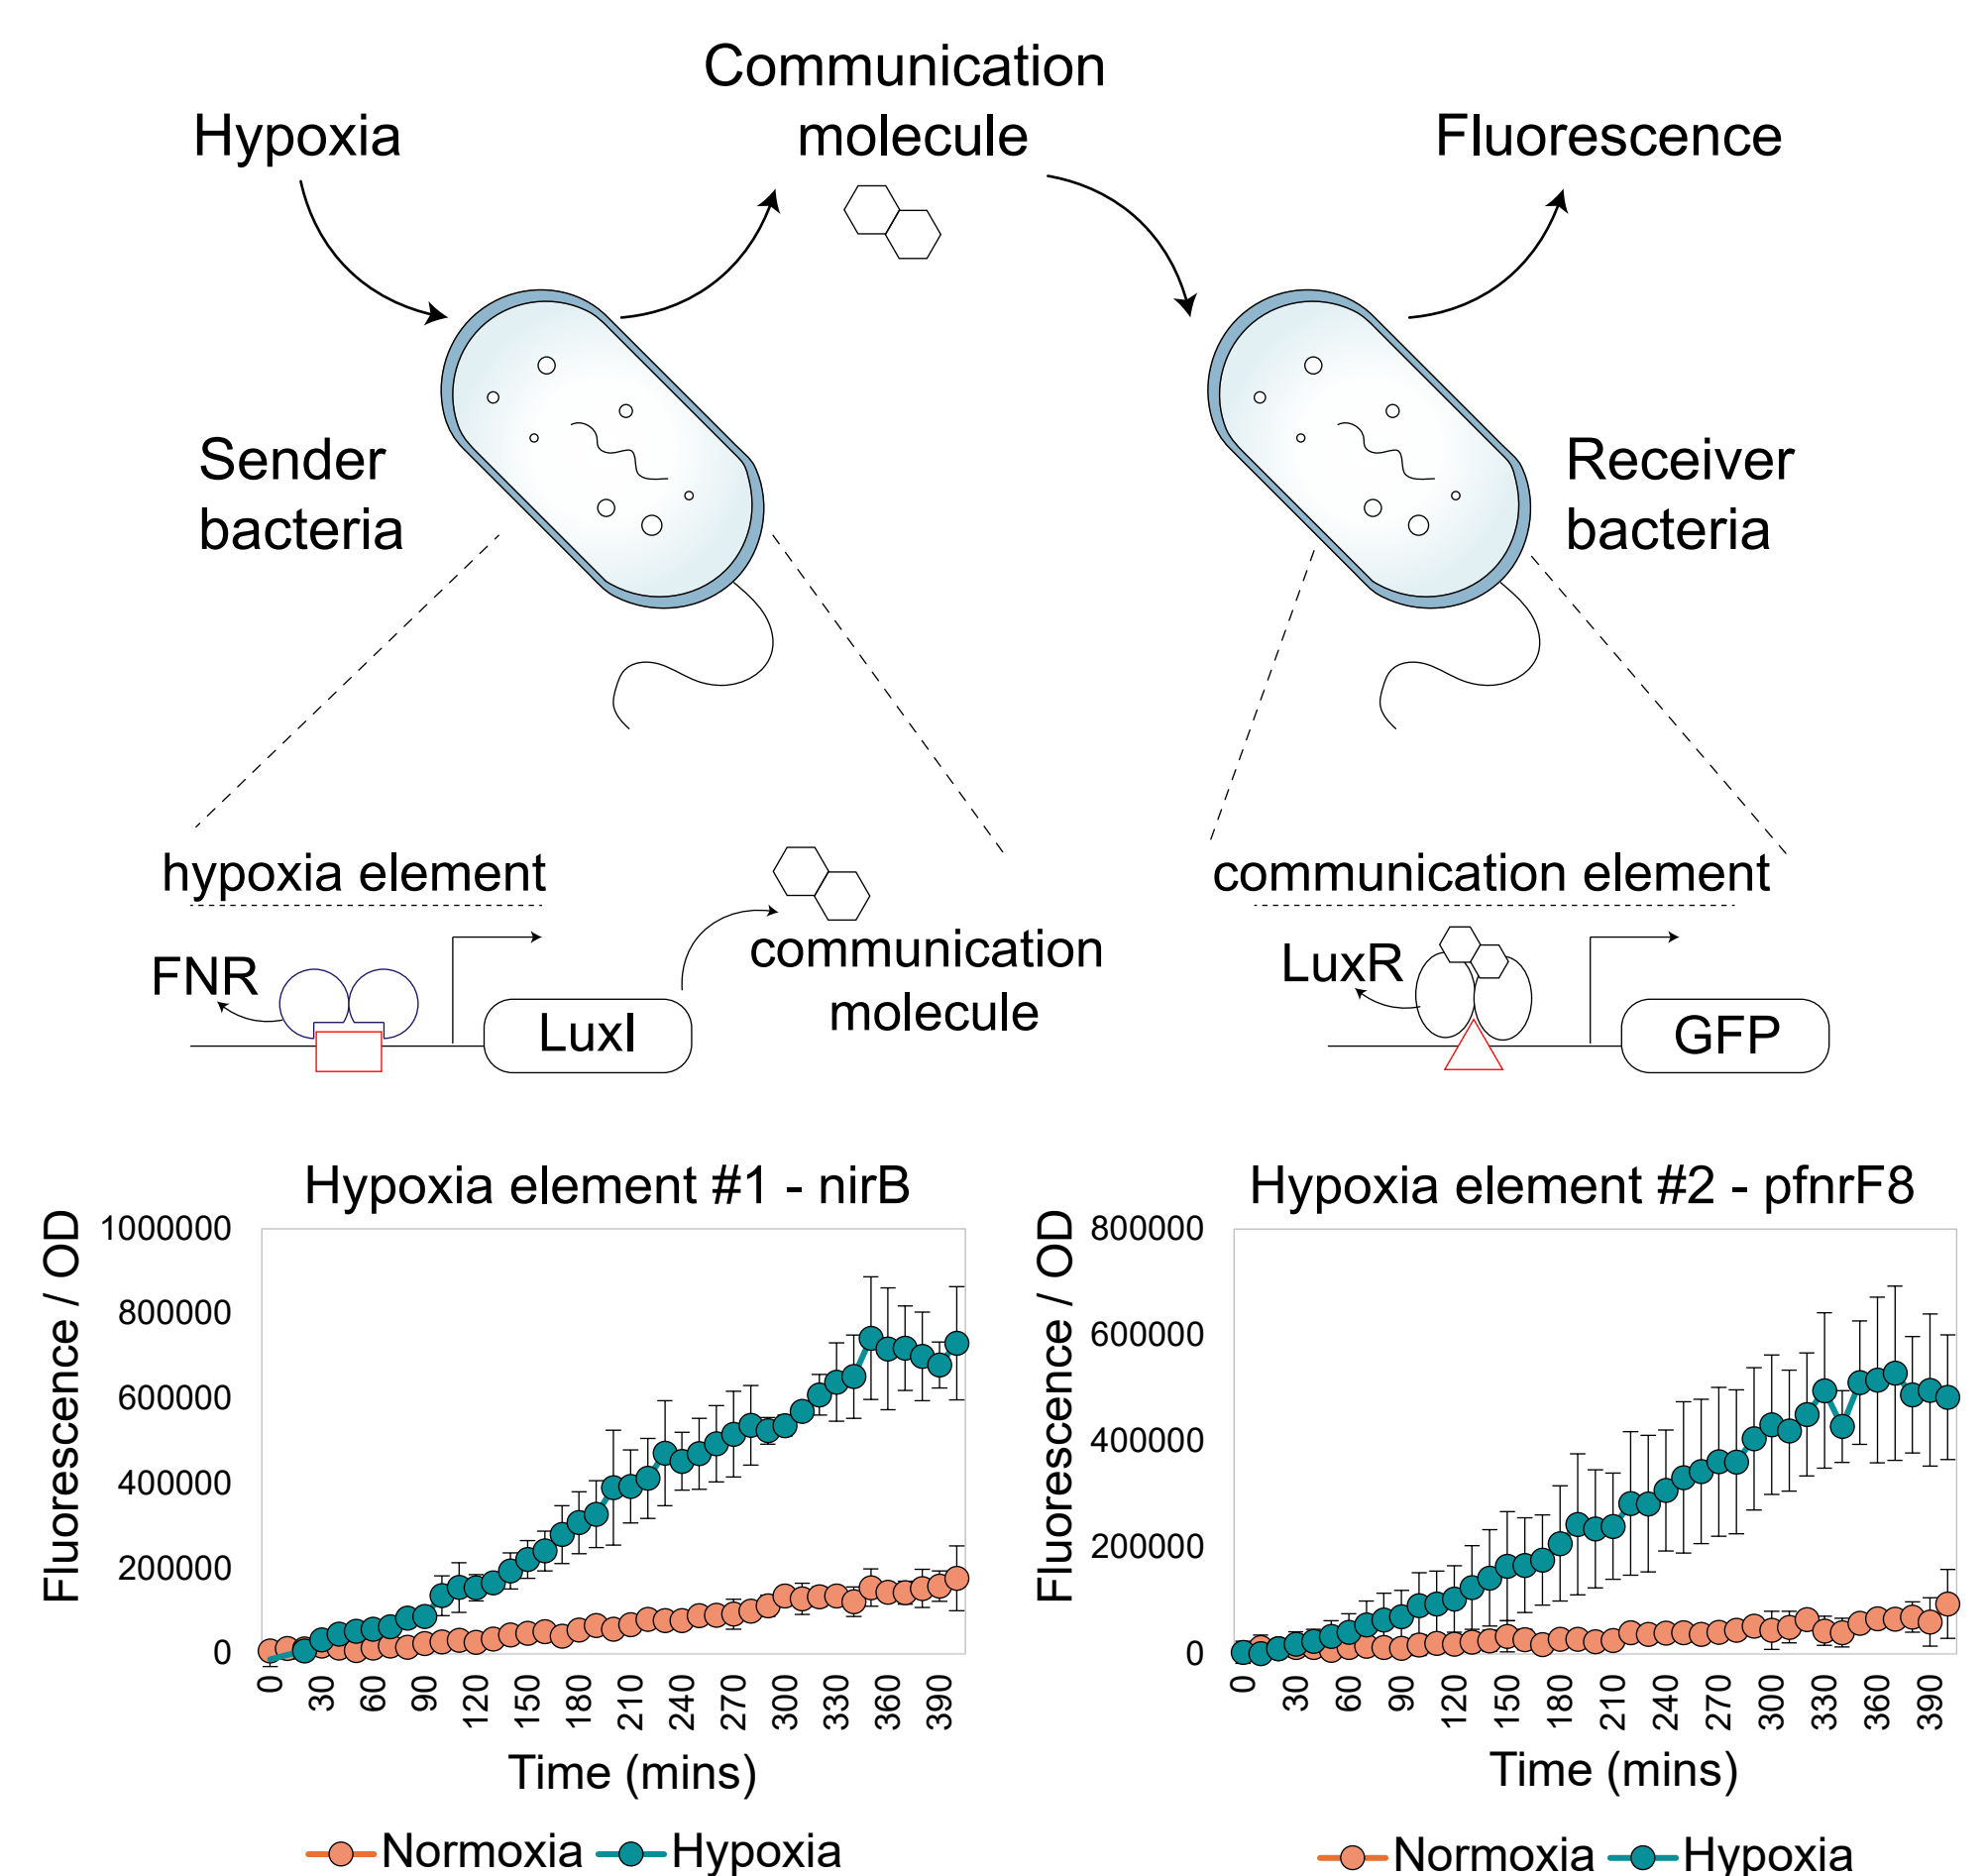 Communication
molecule
Hypoxia
Fluorescence
Sender
bacteria
Receiver
bacteria
hypoxia element
communication element
FNR
LuxI
communication
molecule
LuxR
GFP
Hypoxia element #1 - nirB
Fluorescence / OD
1000000
800000
600000
400000
200000
0
0 30 60 90 120 150 180 210 240 270 300 330 360 390
Time (mins)
Normoxia Hypoxia
Hypoxia element #2 - pfnrF8
Fluorescence / OD
800000
600000
400000
200000
0
0 30 60 90 120 150 180 210 240 270 300 330 360 390
Time (mins)
Normoxia Hypoxia